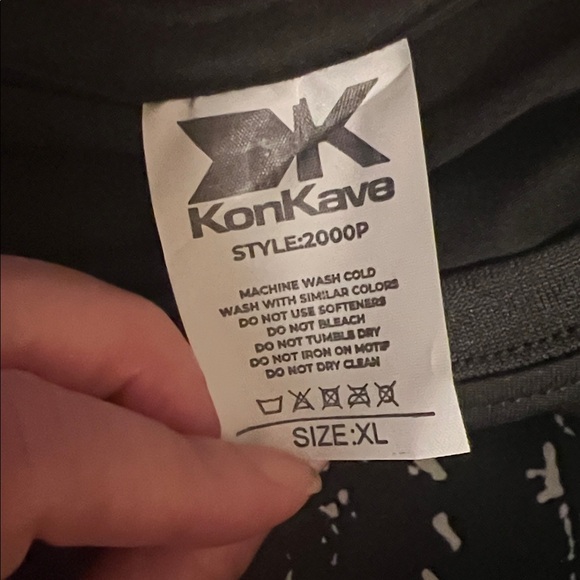 KonKave
STYLE:2000P
MACHINE WASH COLD
WASH WITH SIMILAR COLORS
DO NOT USE SOFTENERS
DO NOT BLEACH
DO NOT TUMBLE DRY
DO NOT IRON ON MOTIF
DO NOT DRY CLEAN
SIZE:XL